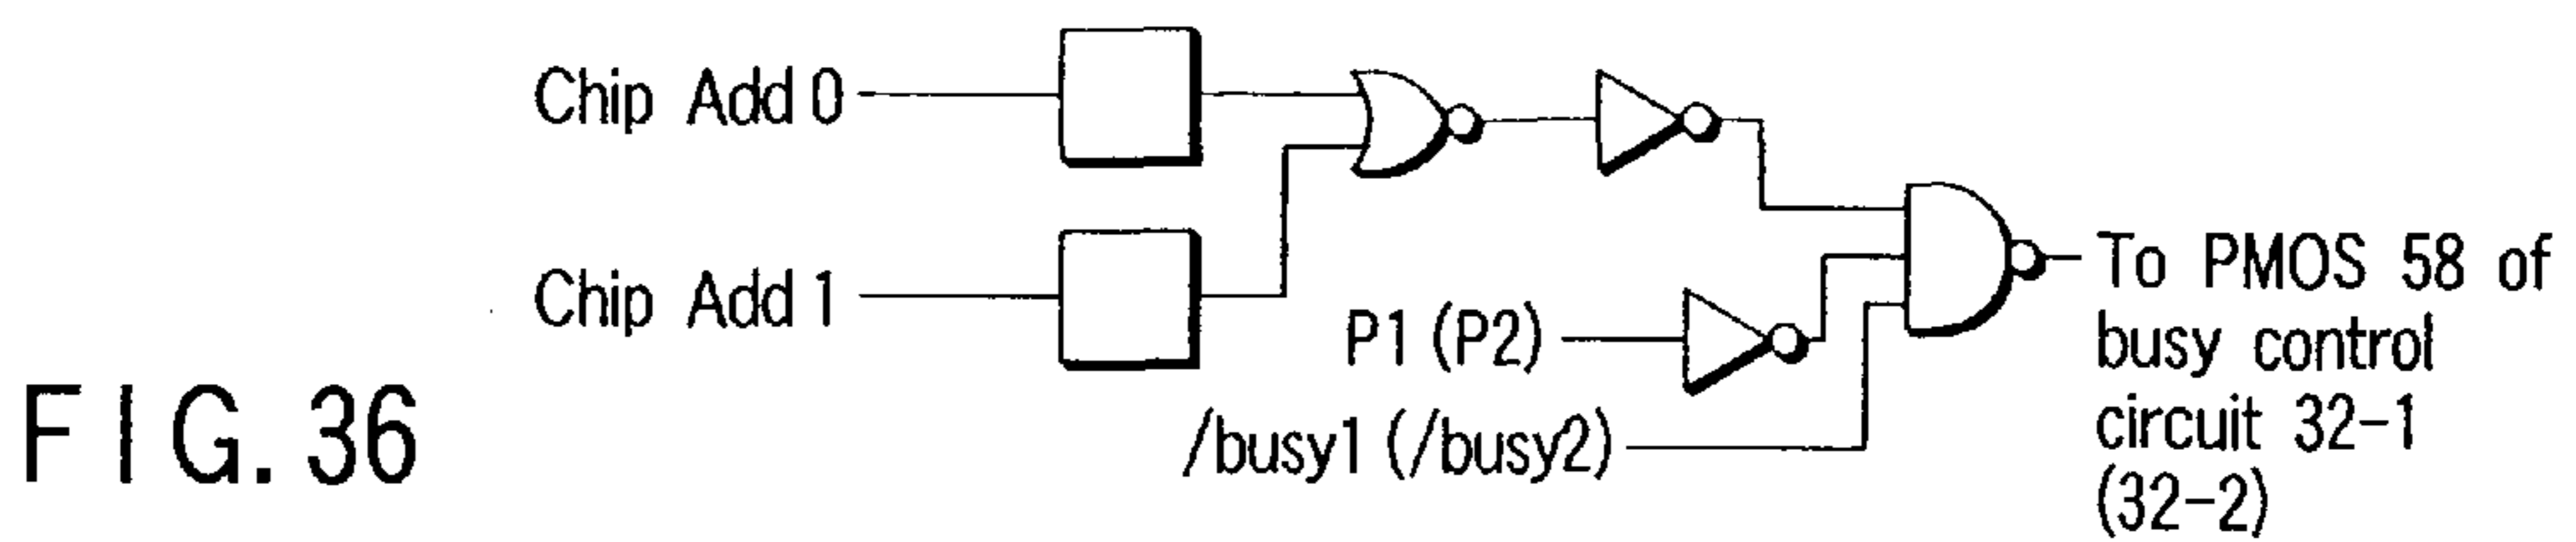 Chip Add 0
Chip Add 1
P1 (P2)
/busy1 (/busy2)
To PMOS 58 of
busy control
circuit 32-1
(32-2)
FIG. 36